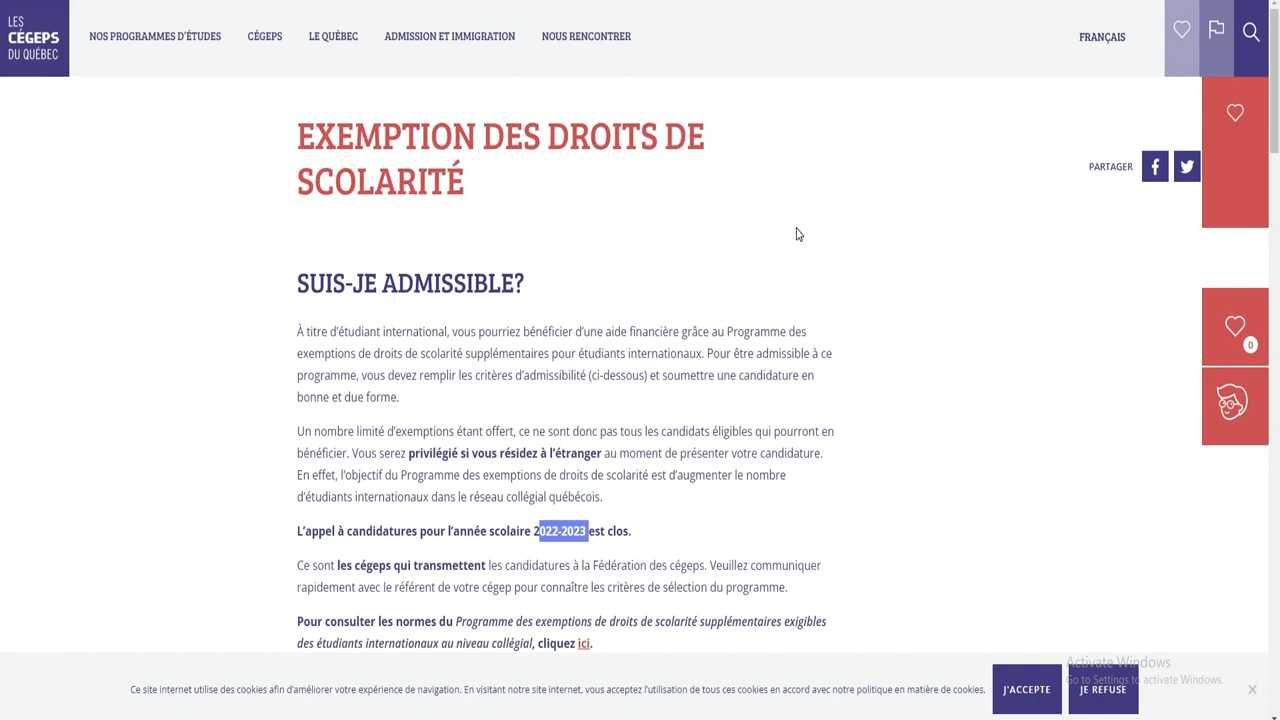 LES
CÉGEPS
DU QUÉBEC
NOS PROGRAMMES D'ÉTUDES CÉGEPS LE QUÉBEC ADMISSION ET IMMIGRATION NOUS RENCONTRER FRANÇAIS
EXEMPTION DES DROITS DE
SCOLARITÉ
PARTAGER
SUIS-JE ADMISSIBLE?
À titre d'étudiant international, vous pourriez bénéficier d'une aide financière grâce au Programme des
exemptions de droits de scolarité supplémentaires pour étudiants internationaux. Pour être admissible à ce
programme, vous devez remplir les critères d'admissibilité (ci-dessous) et soumettre une candidature en
bonne et due forme.
Un nombre limité d'exemptions étant offert, ce ne sont donc pas tous les candidats éligibles qui pourront en
bénéficier. Vous serez privilégié si vous résidez à l'étranger au moment de présenter votre candidature.
En effet, l'objectif du Programme des exemptions de droits de scolarité est d'augmenter le nombre
d'étudiants internationaux dans le réseau collégial québécois.
L'appel à candidatures pour l'année scolaire 2022-2023 est clos.
Ce sont les cégeps qui transmettent les candidatures à la Fédération des cégeps. Veuillez communiquer
rapidement avec le référent de votre cégep pour connaître les critères de sélection du programme.
Pour consulter les normes du Programme des exemptions de droits de scolarité supplémentaires exigibles
des étudiants internationaux au niveau collégial, cliquez ici.
0
Ce site internet utilise des cookies afin d'améliorer votre expérience de navigation. En visitant notre site internet, vous acceptez l'utilisation de tous ces cookies en accord avec notre politique en matière de cookies.
J'ACCEPTE
JE REFUSE
Activate Windows
Go to Settings to activate Windows.